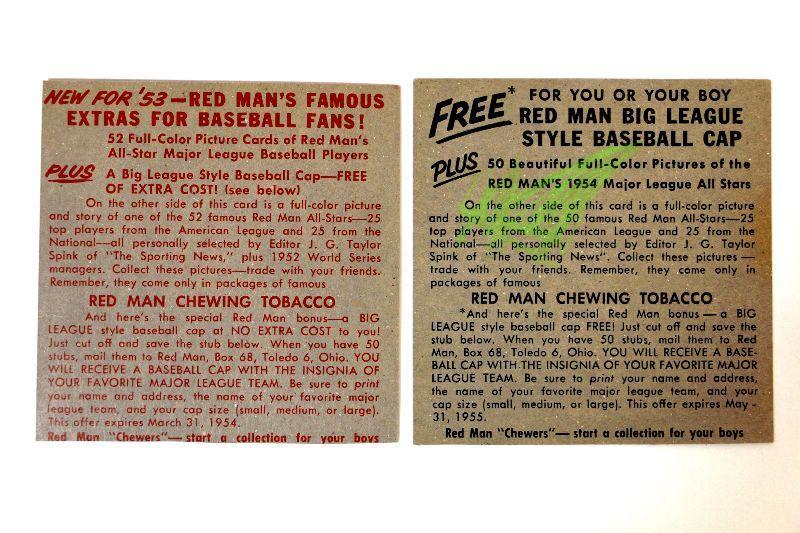 NEW FOR '53—RED MAN'S FAMOUS
EXTRAS FOR BASEBALL FANS!
52 Full-Color Picture Cards of Red Man's
All-Star Major League Baseball Players
PLUS A Big League Style Baseball Cap—FREE
OF EXTRA COST! (see below)
On the other side of this card is a full-color picture
and story of one of the 52 famous Red Man All-Stars—25
top players from the American League and 25 from the
National—all personally selected by Editor J. G. Taylor
Spink of "The Sporting News," plus 1952 World Series
managers. Collect these pictures—trade with your friends.
Remember, they come only in packages of famous
RED MAN CHEWING TOBACCO
And here's the special Red Man bonus—a BIG
LEAGUE style baseball cap at NO EXTRA COST to you!
Just cut off and save the stub below. When you have 50
stubs, mail them to Red Man, Box 68, Toledo 6, Ohio. YOU
WILL RECEIVE A BASEBALL CAP WITH THE INSIGNIA OF
YOUR FAVORITE MAJOR LEAGUE TEAM. Be sure to print
your name and address, the name of your favorite major
league team, and your cap size (small, medium, or large).
This offer expires March 31, 1954.
Red Man "Chewers"— start a collection for your boys
FREE* FOR YOU OR YOUR BOY
RED MAN BIG LEAGUE
STYLE BASEBALL CAP
PLUS 50 Beautiful Full-Color Pictures of the
RED MAN'S 1954 Major League All Stars
On the other side of this card is a full-color picture
and story of one of the 50 famous Red Man All-Stars—25
top players from the American League and 25 from the
National—all personally selected by Editor J. G. Taylor
Spink of "The Sporting News". Collect these pictures —
trade with your friends. Remember, they come only in
packages of famous
RED MAN CHEWING TOBACCO
*And here's the special Red Man bonus — a BIG
LEAGUE style baseball cap FREE! Just cut off and save the
stub below. When you have 50 stubs, mail them to Red
Man, Box 68, Toledo 6, Ohio. YOU WILL RECEIVE A BASE-
BALL CAP WITH THE INSIGNIA OF YOUR FAVORITE MAJOR
LEAGUE TEAM. Be sure to print your name and address,
the name of your favorite major league team, and your
cap size (small, medium, or large). This offer expires May -
31, 1955.
Red Man "Chewers"— start a collection for your boys